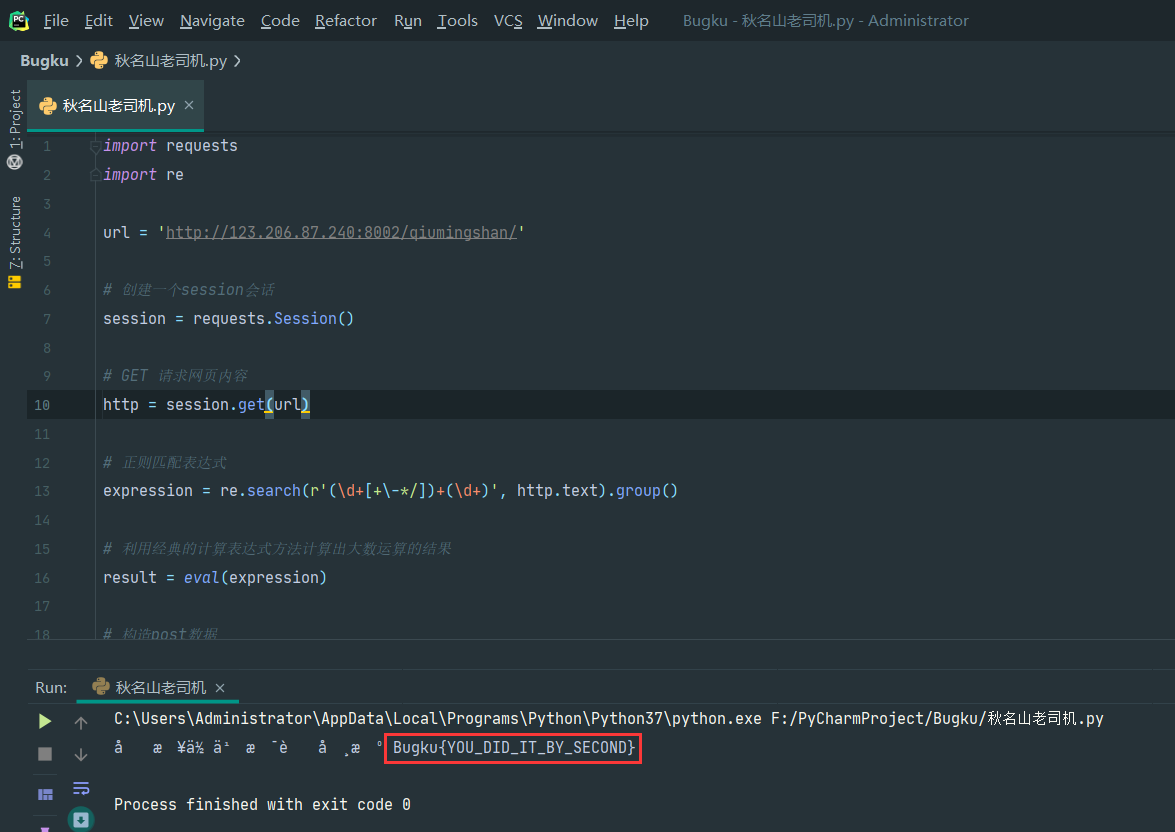 File Edit View Navigate Code Refactor Run Tools VCS Window Help Bugku - 秋名山老司机.py - Administrator
Bugku 秋名山老司机.py
1: Project
7: Structure
秋名山老司机.py
1 import requests
2 import re
3
4 url = 'http://123.206.87.240:8002/qiumingshan/'
5
6 # 创建一个session会话
7 session = requests.Session()
8
9 # GET 请求网页内容
10 http = session.get(url)
11
12 # 正则匹配表达式
13 expression = re.search(r'(\d+[+\-*/])+(\d+)', http.text).group()
14
15 # 利用经典的计算表达式方法计算出大数运算的结果
16 result = eval(expression)
17
18 # 构造post数据
Run: 秋名山老司机
C:\Users\Administrator\AppData\Local\Programs\Python\Python37\python.exe F:/PyCharmProject/Bugku/秋名山老司机.py
Bugku{YOU_DID_IT_BY_SECOND}
Process finished with exit code 0